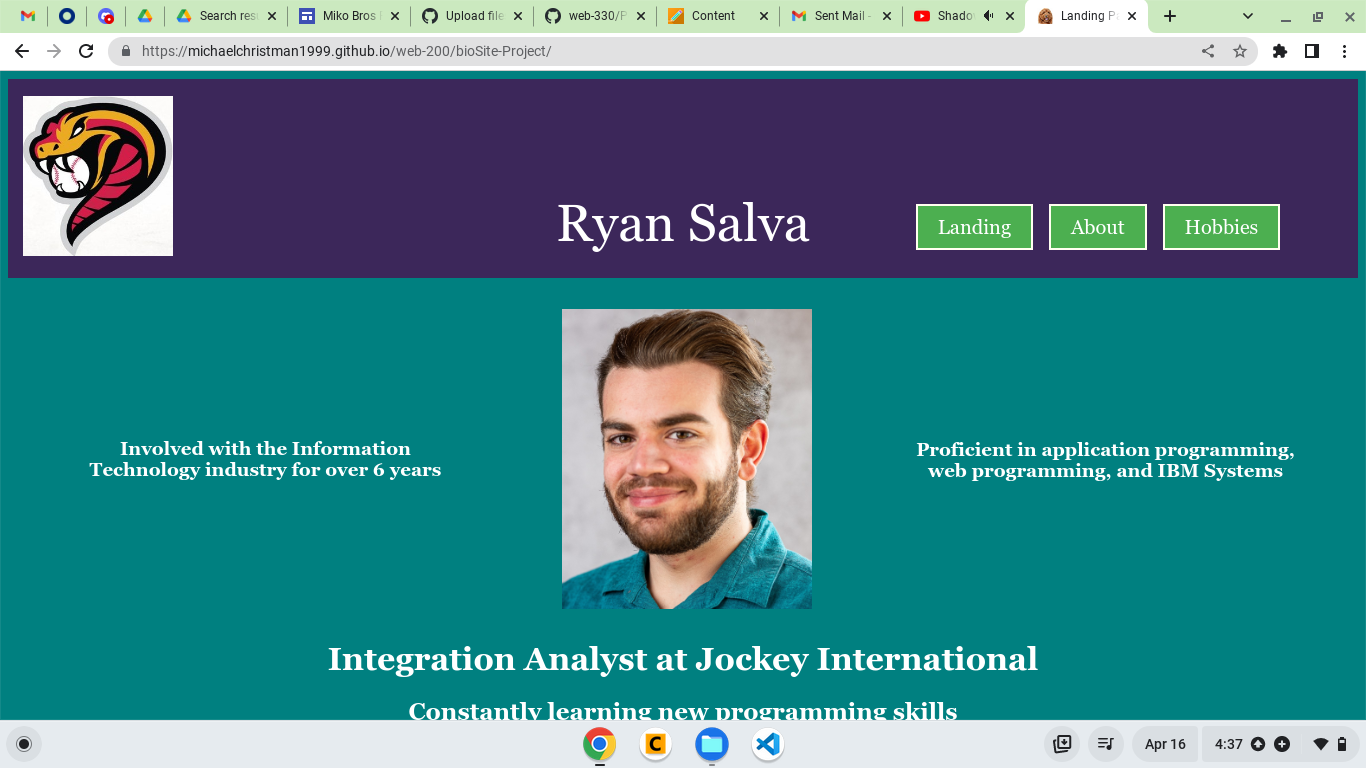 Search res
Miko Bros
Upload file
web-330/P
Content
Sent Mail -
Shado
Landing P
https://michaelchristman1999.github.io/web-200/bioSite-Project/
Ryan Salva
Landing
About
Hobbies
Involved with the Information
Technology industry for over 6 years
Proficient in application programming,
web programming, and IBM Systems
Integration Analyst at Jockey International
Constantly learning new programming skills
C
Apr 16
4:37